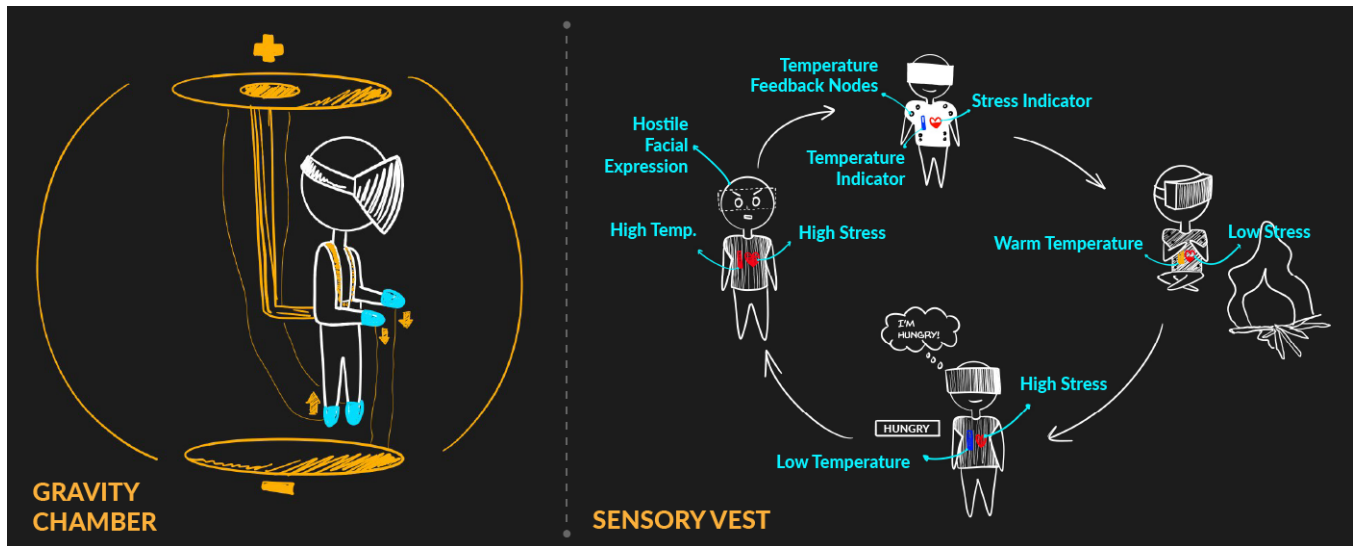 GRAVITY
CHAMBER
Temperature
Feedback Nodes
Stress Indicator
Temperature
Indicator
Hostile
Facial
Expression
High Temp.
High Stress
Warm Temperature
Low Stress
I'M
HUNGRY!
High Stress
HUNGRY
Low Temperature
SENSORY VEST